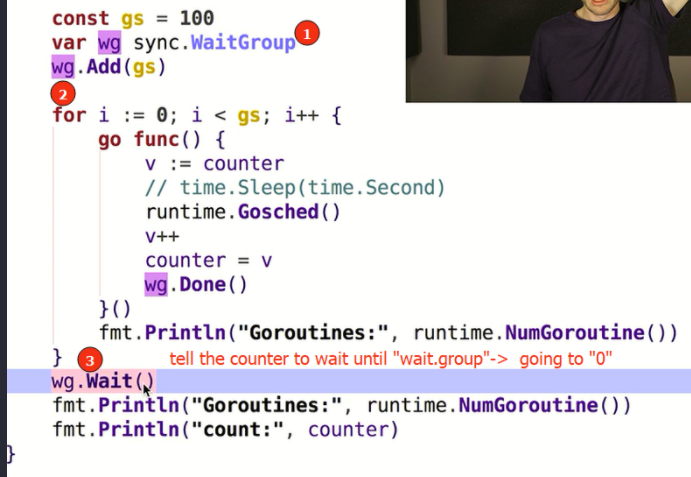 const gs = 100
var wg sync.WaitGroup 1
wg.Add(gs)
2
for i := 0; i < gs; i++ {
go func() {
v := counter
// time.Sleep(time.Second)
runtime.Gosched()
v++
counter = v
wg.Done()
}()
fmt.Println("Goroutines:", runtime.NumGoroutine())
} 3 tell the counter to wait until "wait.group"-> going to "0"
wg.Wait()
fmt.Println("Goroutines:", runtime.NumGoroutine())
fmt.Println("count:", counter)
}